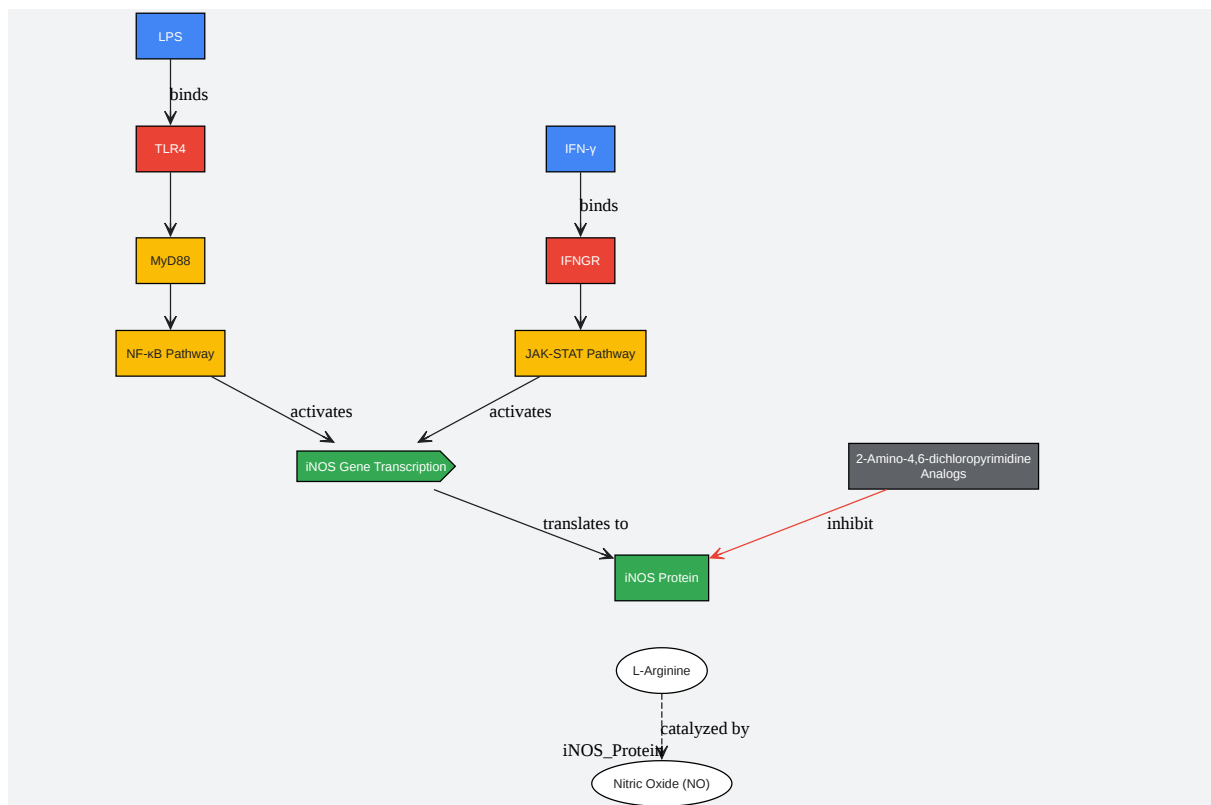 LPS
binds
TLR4
IFN-γ
binds
MyD88
IFNGR
NF-κB Pathway
JAK-STAT Pathway
activates
activates
iNOS Gene Transcription
2-Amino-4,6-dichloropyrimidine
Analogs
translates to
inhibit
iNOS Protein
L-Arginine
catalyzed by
iNOS_Protein
Nitric Oxide (NO)